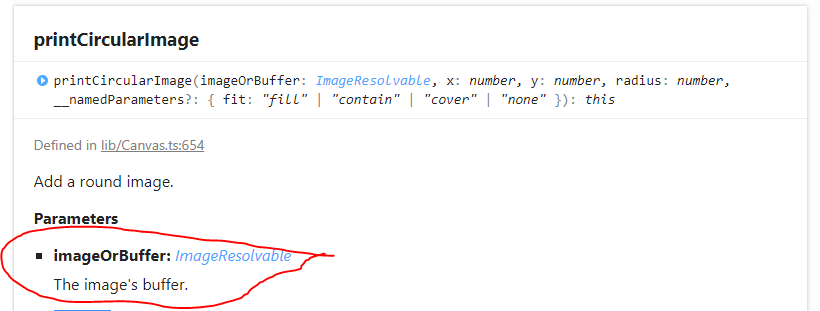 printCircularImage
printCircularImage(imageOrBuffer: ImageResolvable, x: number, y: number, radius: number,
__namedParameters?: { fit: "fill" | "contain" | "cover" | "none" }): this
Defined in lib/Canvas.ts:654
Add a round image.
Parameters
imageOrBuffer: ImageResolvable
The image's buffer.